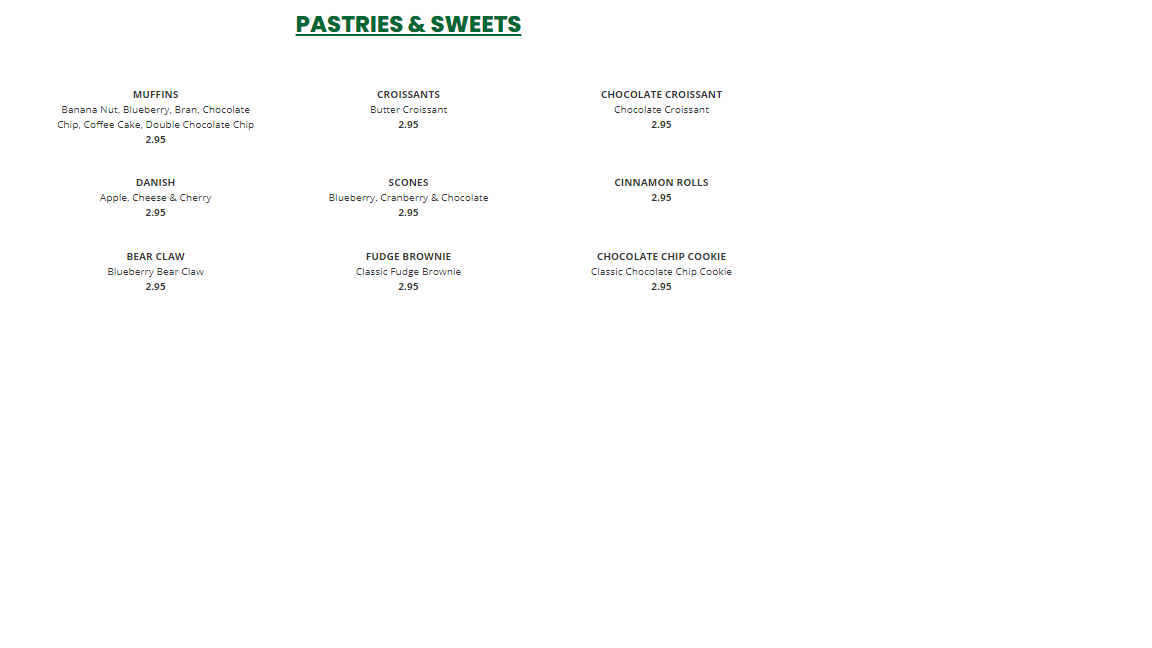 PASTRIES & SWEETS
MUFFINS
Banana Nut, Blueberry, Bran, Chocolate
Chip, Coffee Cake, Double Chocolate Chip
2.95
CROISSANTS
Butter Croissant
2.95
CHOCOLATE CROISSANT
Chocolate Croissant
2.95
DANISH
Apple, Cheese & Cherry
2.95
SCONES
Blueberry, Cranberry & Chocolate
2.95
CINNAMON ROLLS
2.95
BEAR CLAW
Blueberry Bear Claw
2.95
FUDGE BROWNIE
Classic Fudge Brownie
2.95
CHOCOLATE CHIP COOKIE
Classic Chocolate Chip Cookie
2.95